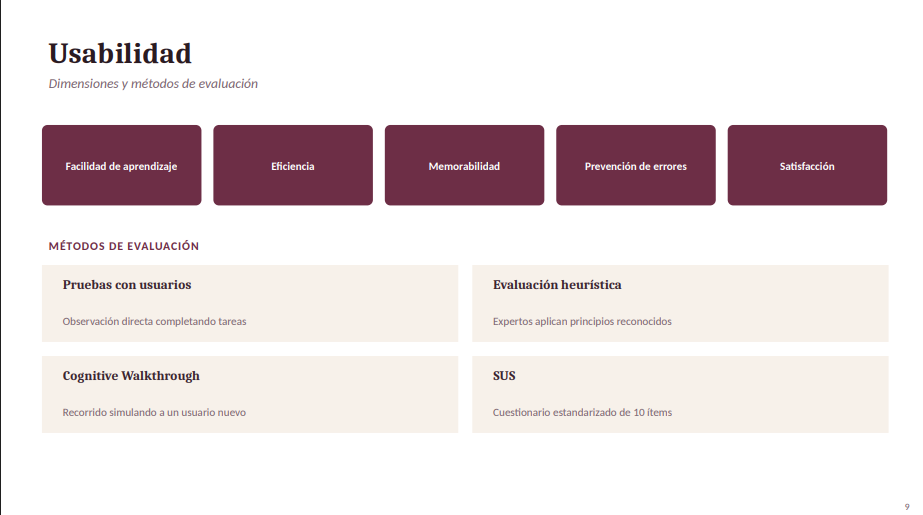 Usabilidad
Dimensiones y métodos de evaluación
Facilidad de aprendizaje
Eficiencia
Memorabilidad
Prevención de errores
Satisfacción
MÉTODOS DE EVALUACIÓN
Pruebas con usuarios
Observación directa completando tareas
Evaluación heurística
Expertos aplican principios reconocidos
Cognitive Walkthrough
Recorrido simulando a un usuario nuevo
SUS
Cuestionario estandarizado de 10 ítems
9